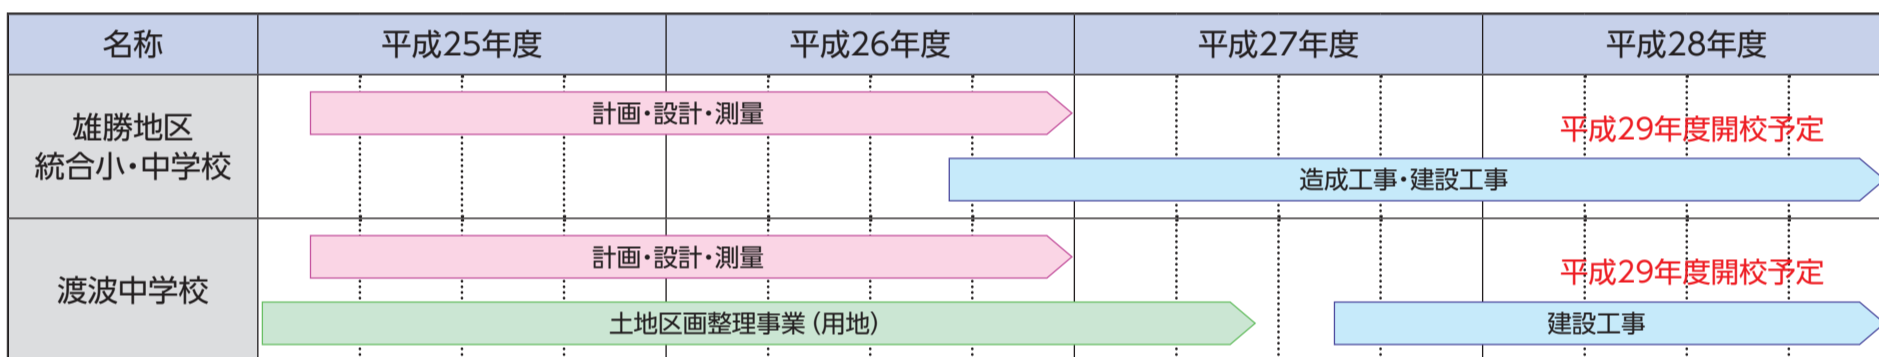 名称 平成25年度 平成26年度 平成27年度 平成28年度
雄勝地区
統合小・中学校
計画・設計・測量
平成29年度開校予定
造成工事・建設工事
渡波中学校
計画・設計・測量
平成29年度開校予定
土地区画整理事業（用地）
建設工事